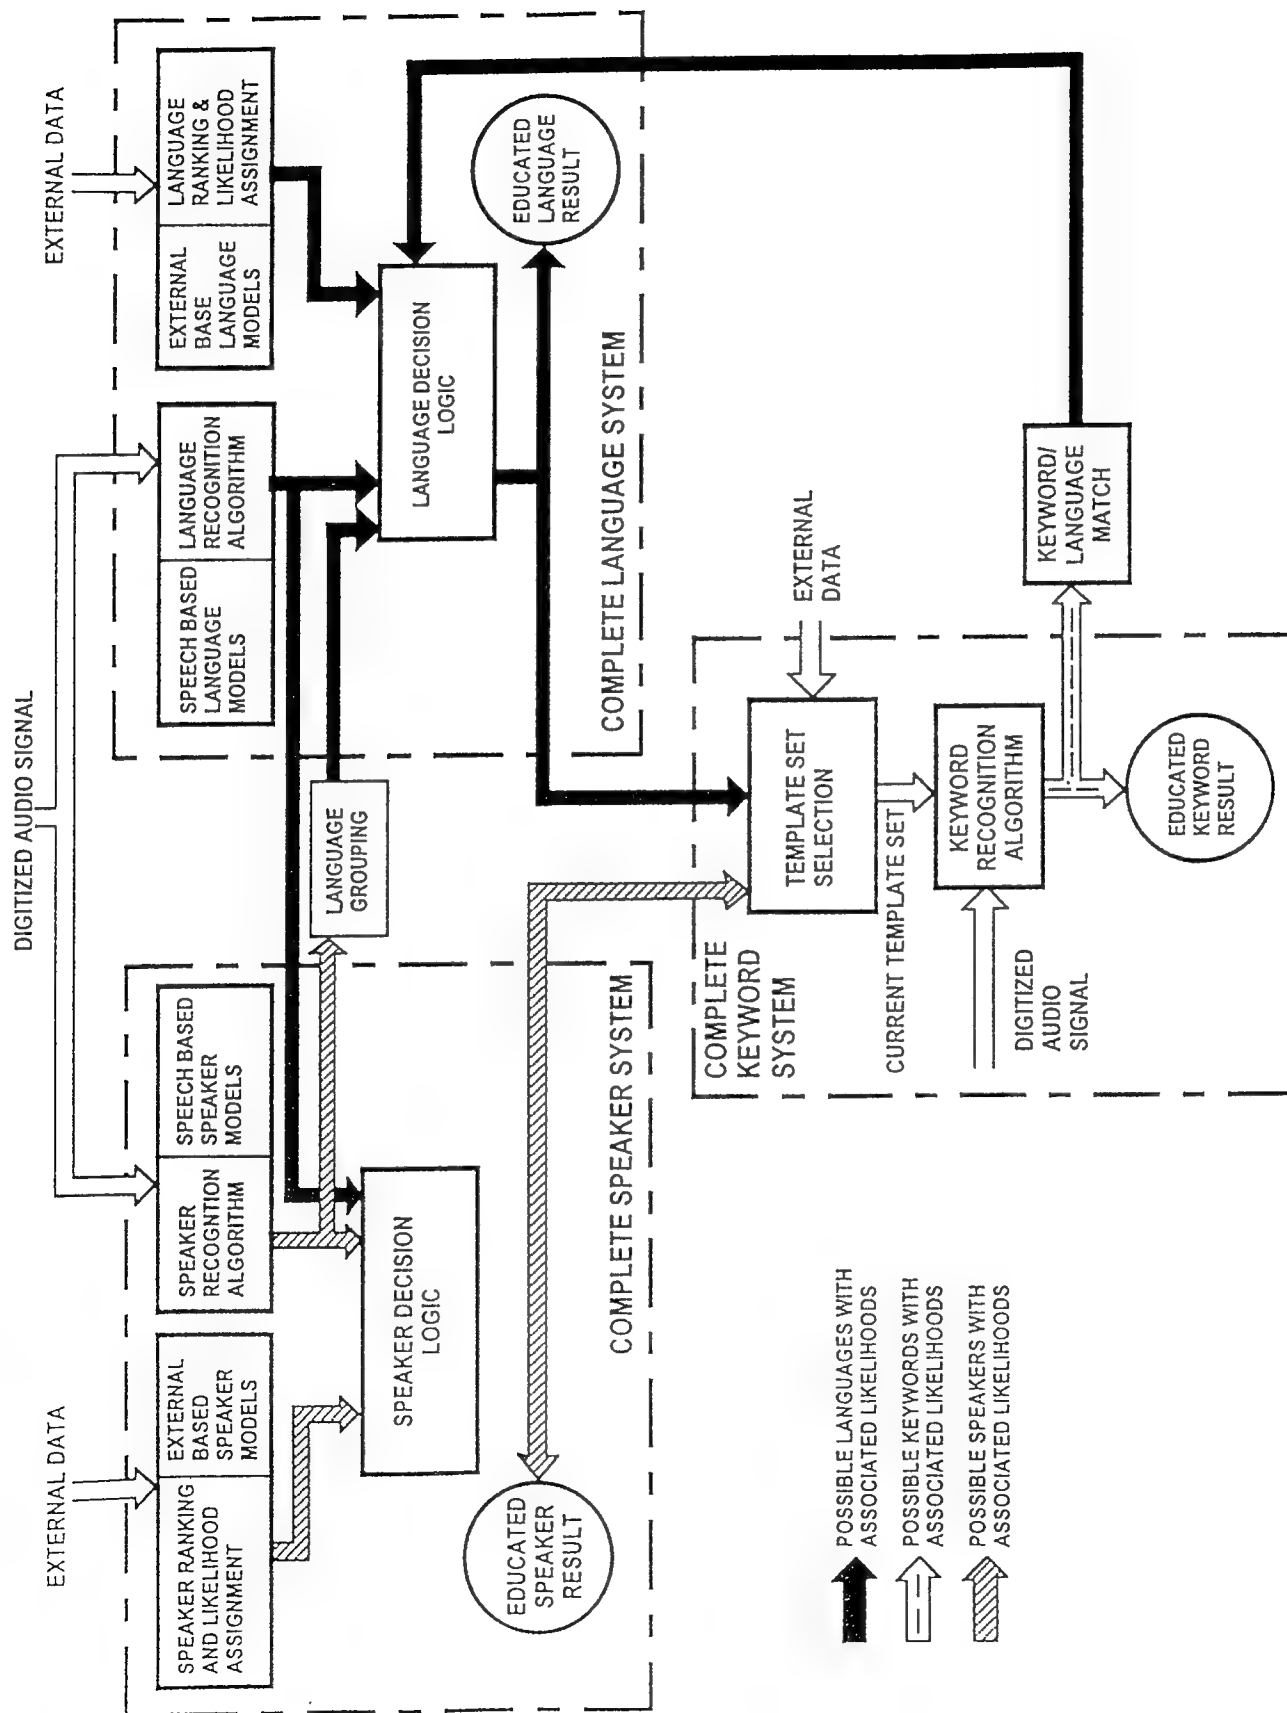 EXTERNAL DATA
DIGITIZED AUDIO SIGNAL
EXTERNAL DATA
SPEAKER RANKING
AND LIKELIHOOD
ASSIGNMENT
EXTERNAL
BASED
SPEAKER
MODELS
SPEAKER
RECOGNTION
ALGORITHM
SPEECH BASED
SPEAKER
MODELS
SPEECH BASED
LANGUAGE
MODELS
LANGUAGE
RECOGNITION
ALGORITHM
EXTERNAL
BASE
LANGUAGE
MODELS
LANGUAGE
RANKING &
LIKELIHOOD
ASSIGNMENT
LANGUAGE
GROUPING
SPEAKER DECISION
LOGIC
LANGUAGE DECISION
LOGIC
EDUCATED
SPEAKER
RESULT
EDUCATED
LANGUAGE
RESULT
COMPLETE SPEAKER SYSTEM
COMPLETE LANGUAGE SYSTEM
COMPLETE
KEYWORD
SYSTEM
TEMPLATE SET
SELECTION
EXTERNAL
DATA
CURRENT TEMPLATE SET
DIGITIZED
AUDIO
SIGNAL
KEYWORD
RECOGNITION
ALGORITHM
KEYWORD/
LANGUAGE
MATCH
EDUCATED
KEYWORD
RESULT
POSSIBLE LANGUAGES WITH
ASSOCIATED LIKELIHOODS
POSSIBLE KEYWORDS WITH
ASSOCIATED LIKELIHOODS
POSSIBLE SPEAKERS WITH
ASSOCIATED LIKELIHOODS